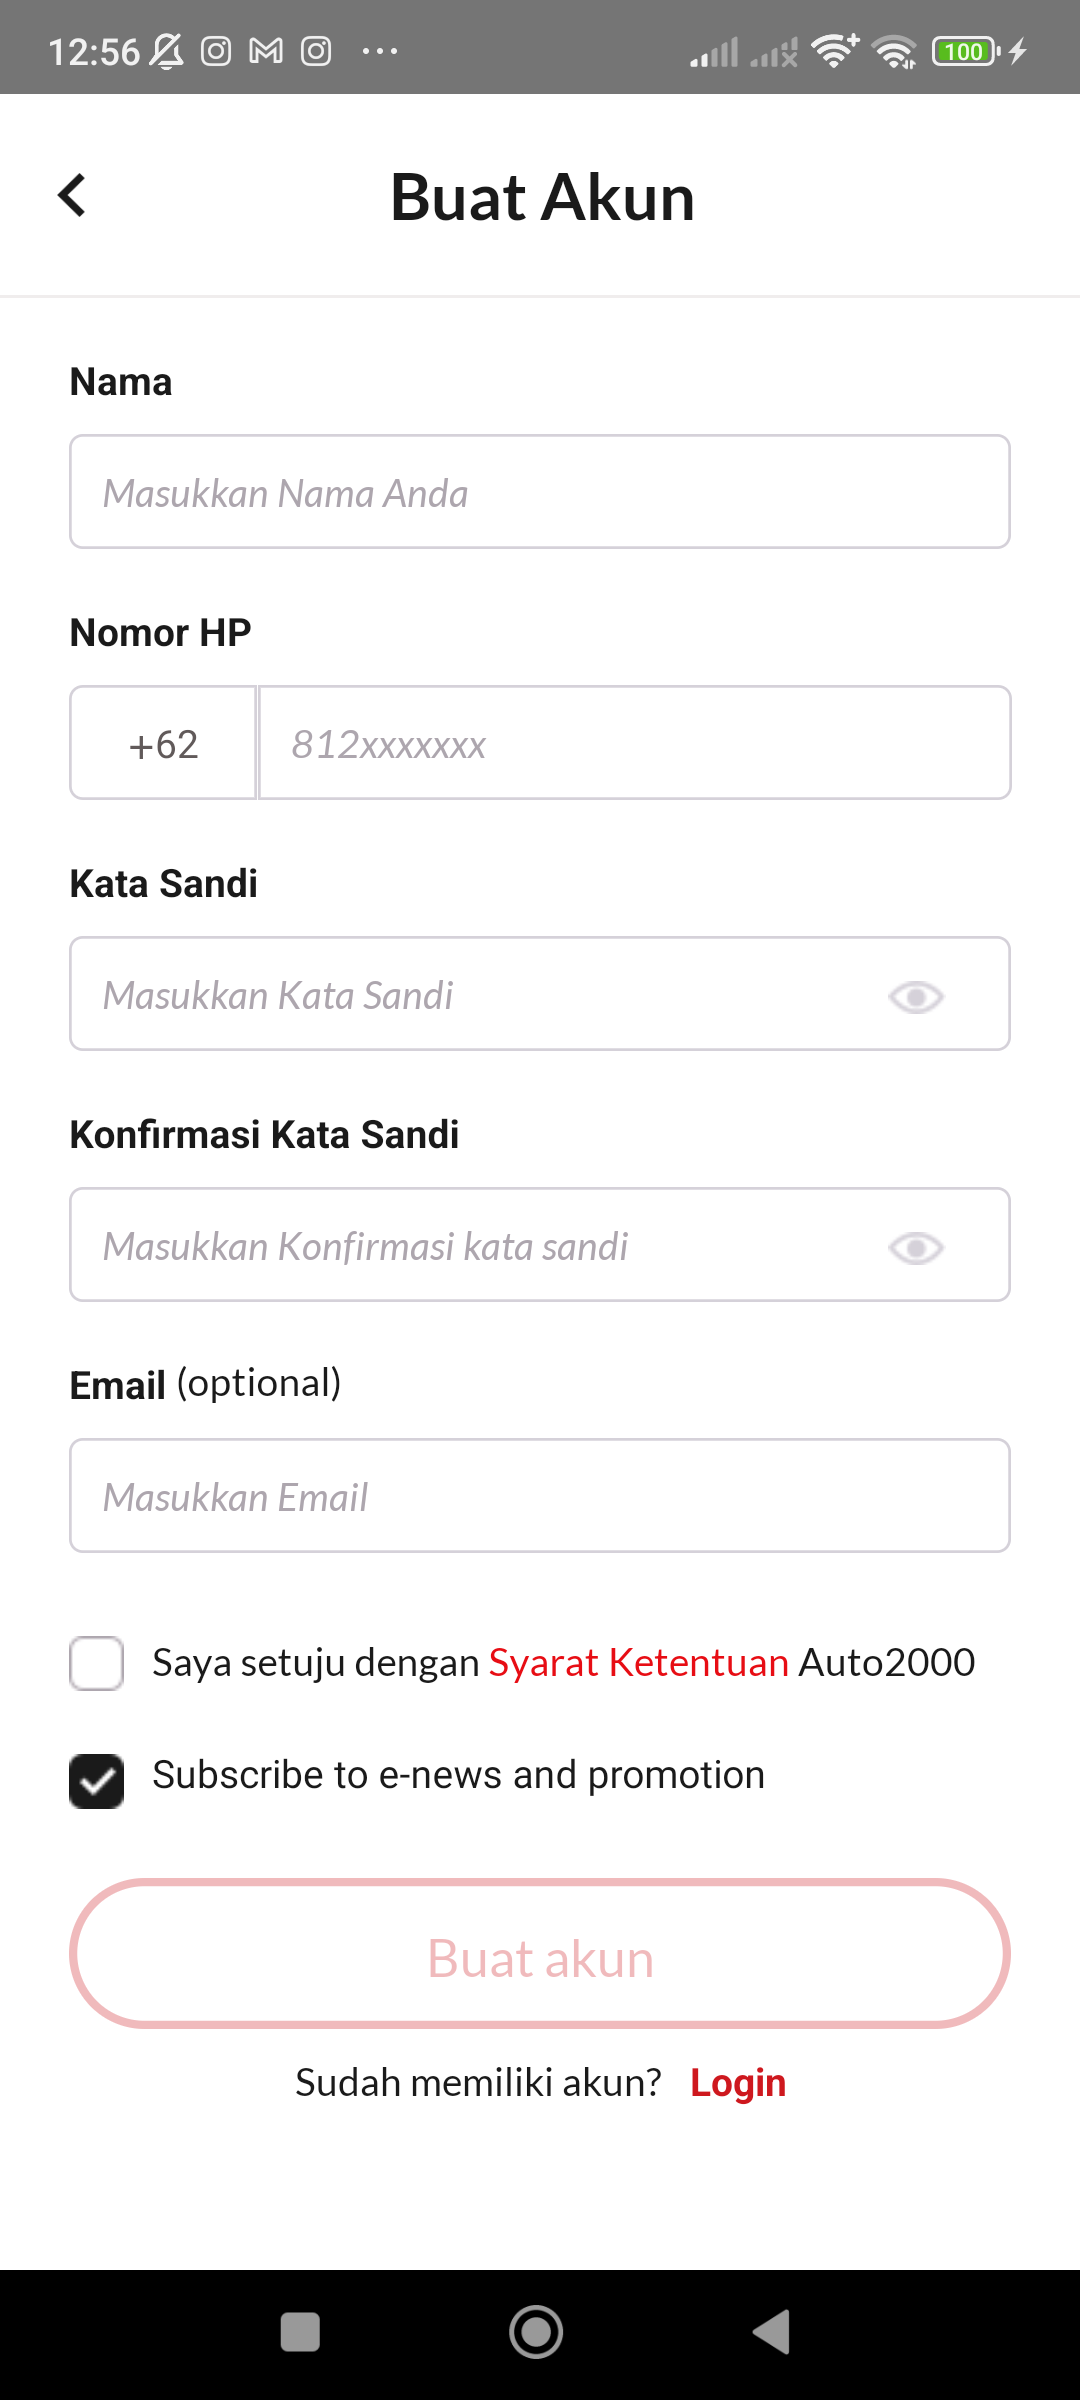 12:56
100
Buat Akun
Nama
Masukkan Nama Anda
Nomor HP
+62 812xxxxxxx
Kata Sandi
Masukkan Kata Sandi
Konfirmasi Kata Sandi
Masukkan Konfirmasi kata sandi
Email (optional)
Masukkan Email
Saya setuju dengan Syarat Ketentuan Auto2000
Subscribe to e-news and promotion
Buat akun
Sudah memiliki akun? Login